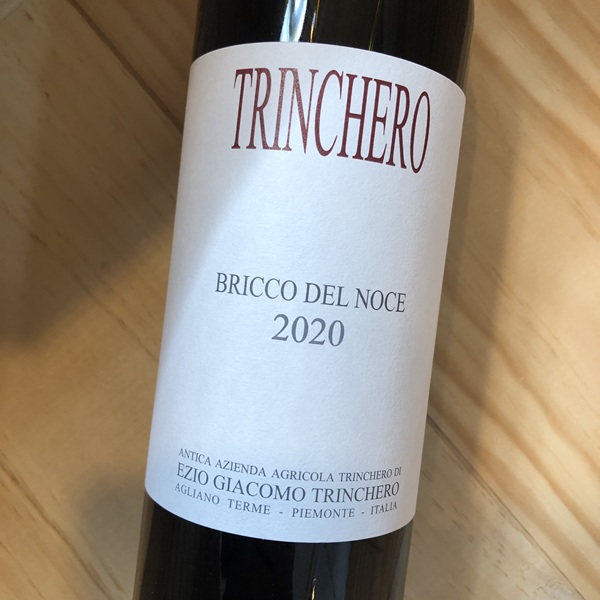 TRINCHERO
BRICCO DEL NOCE
2020
ANTICA AZIENDA AGRICOLA TRINCHERO DI
EZIO GIACOMO TRINCHERO
AGLIANO TERME - PIEMONTE - ITALIA